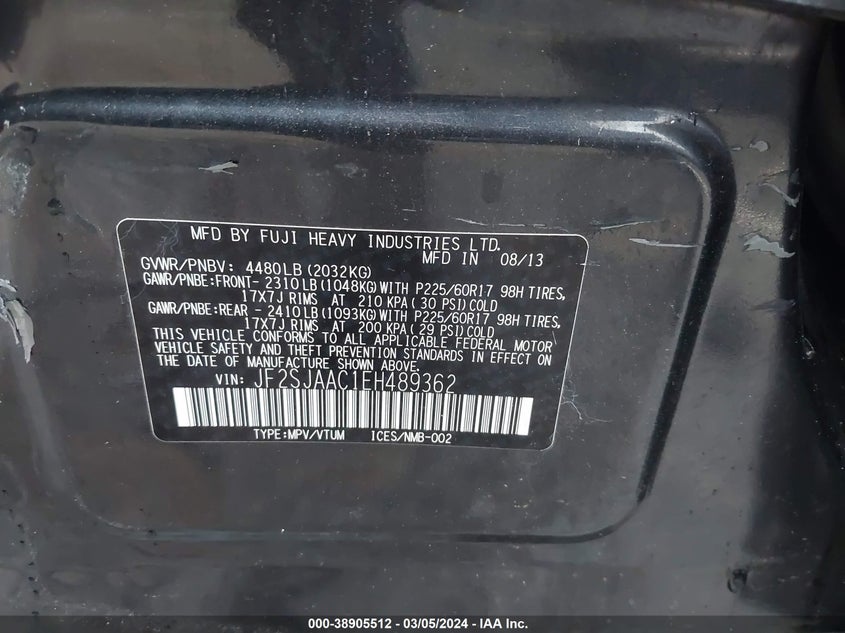 MFD BY FUJI HEAVY INDUSTRIES LTD.
MFD IN 08/13
GVWR/PNBV: 4480LB(2032KG)
GAWR/PNBE:FRONT- 2310LB(1048KG)WITH P225/60R17 98H TIRES,
17X7J RIMS AT 210 KPA(30 PSI)COLD
GAWR/PNBE:REAR - 2410LB(1093KG)WITH P225/60R17 98H TIRES,
17X7J RIMS AT 200 KPA(29 PSI)COLD
THIS VEHICLE CONFORMS TO ALL APPLICABLE FEDERAL MOTOR
VEHICLE SAFETY AND THEFT PREVENTION STANDARDS IN EFFECT ON
THE DATE OF MANUFACTURE SHOWN ABOVE.
VIN: JF2SJAAC1EH489362
TYPE:MPV/VTUM ICES/NMB-002
000-38905512 - 03/05/2024 - IAA Inc.